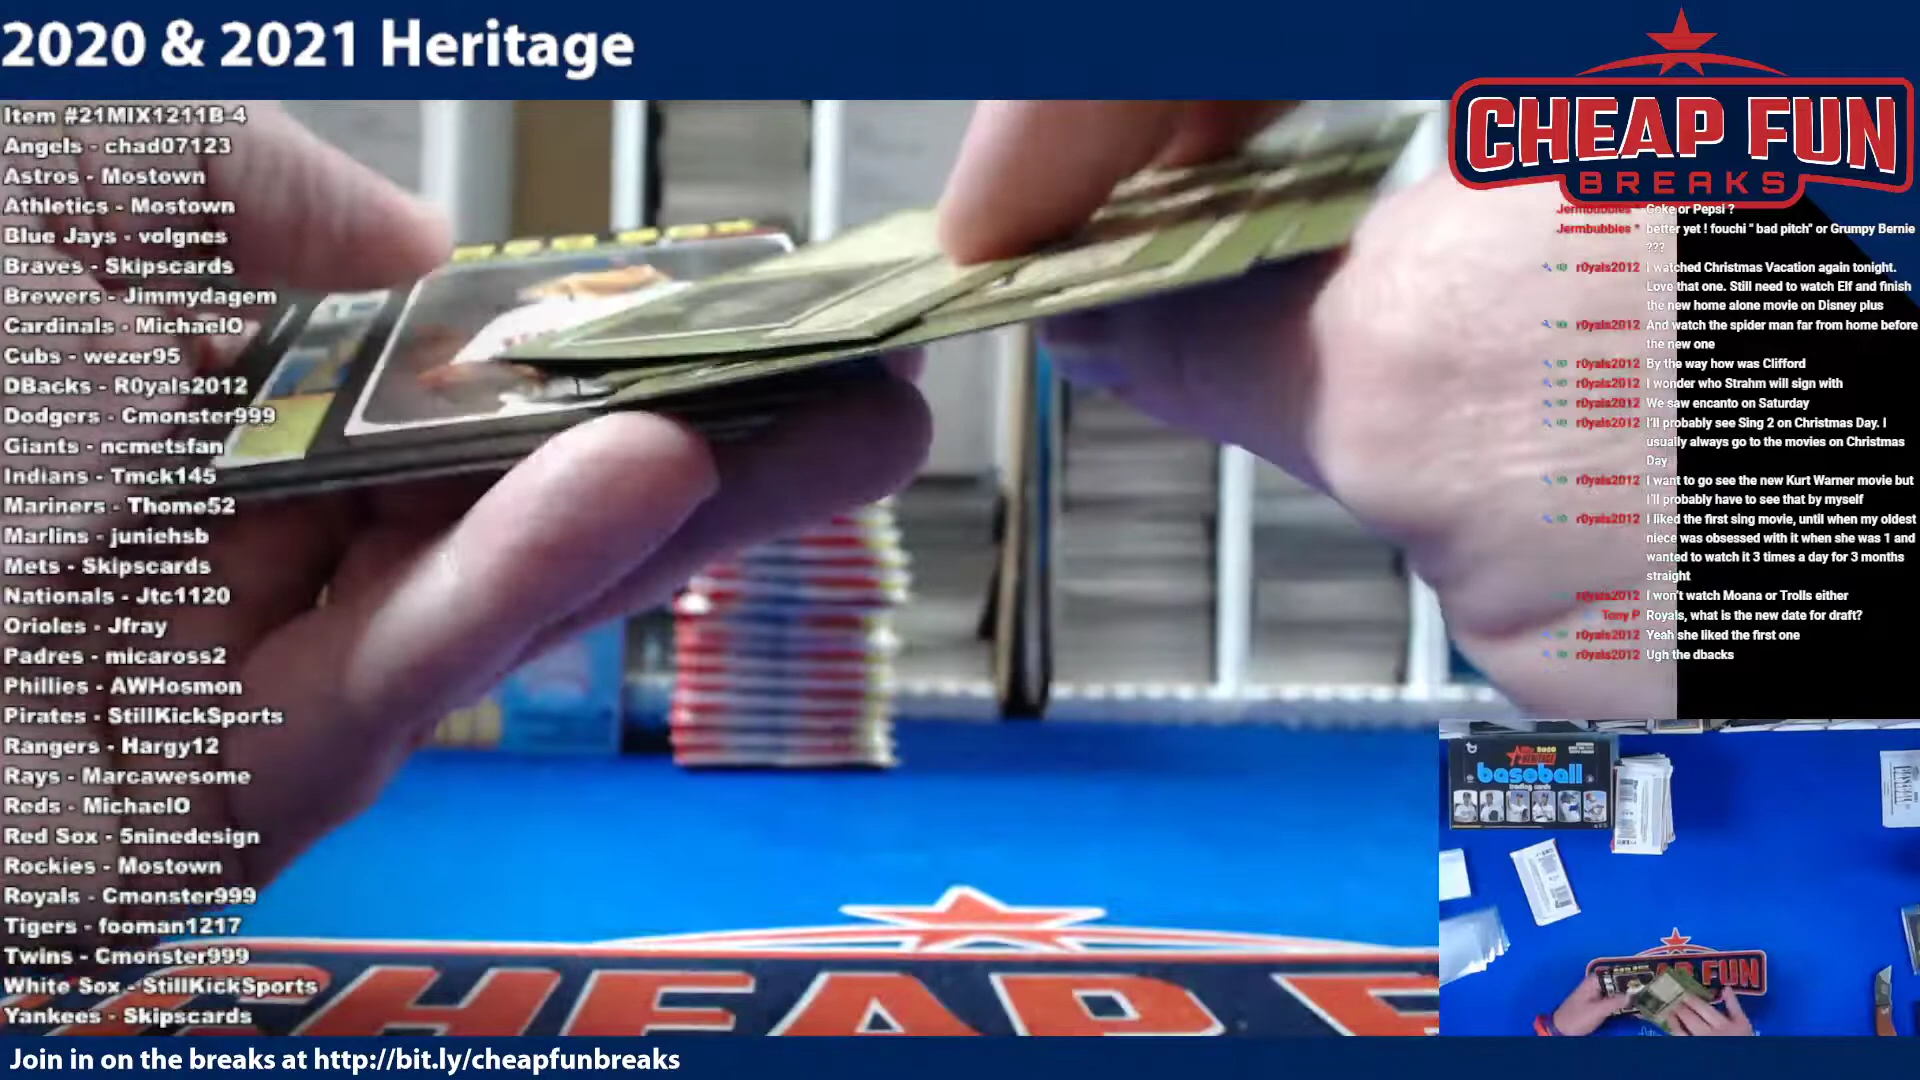 2020 & 2021 Heritage
Item #21MIX1211B-4
Angels - chad07123
Astros - Mostown
Athletics - Mostown
Blue Jays - volgnes
Braves - Skipscards
Brewers - Jimmydagem
Cardinals - MichaelO
Cubs - wezer95
DBacks - R0yals2012
Dodgers - Cmonster999
Giants - ncmetsfan
Indians - Tmck145
Mariners - Thome52
Marlins - juniehsb
Mets - Skipscards
Nationals - Jtc1120
Orioles - Jfray
Padres - micaross2
Phillies - AWHosmon
Pirates - StillKickSports
Rangers - Hargy12
Rays - Marcawesome
Reds - MichaelO
Red Sox - 5ninedesign
Rockies - Mostown
Royals - Cmonster999
Tigers - fooman1217
Twins - Cmonster999
White Sox - StillKickSports
Yankees - Skipscards
Join in on the breaks at http://bit.ly/cheapfunbreaks
CHEAP FUN
BREAKS
Jermbubbles Coke or Pepsi ?
Jermbubbles better yet ! fouchi " bad pitch" or Grumpy Bernie
???
r0yals2012 I watched Christmas Vacation again tonight.
Love that one. Still need to watch Elf and finish
the new home alone movie on Disney plus
r0yals2012 And watch the spider man far from home before
the new one
r0yals2012 By the way how was Clifford
r0yals2012 I wonder who Strahm will sign with
r0yals2012 We saw encanto on Saturday
r0yals2012 I'll probably see Sing 2 on Christmas Day. I
usually always go to the movies on Christmas
Day
r0yals2012 I want to go see the new Kurt Warner movie but
I'll probably have to see that by myself
r0yals2012 I liked the first sing movie, until when my oldest
niece was obsessed with it when she was 1 and
wanted to watch it 3 times a day for 3 months
straight
r0yals2012 I won't watch Moana or Trolls either
Tony P Royals, what is the new date for draft?
r0yals2012 Yeah she liked the first one
r0yals2012 Ugh the dbacks
CHEAP F
2020
HERITAGE
baseball
trading cards
CHEAP FUN